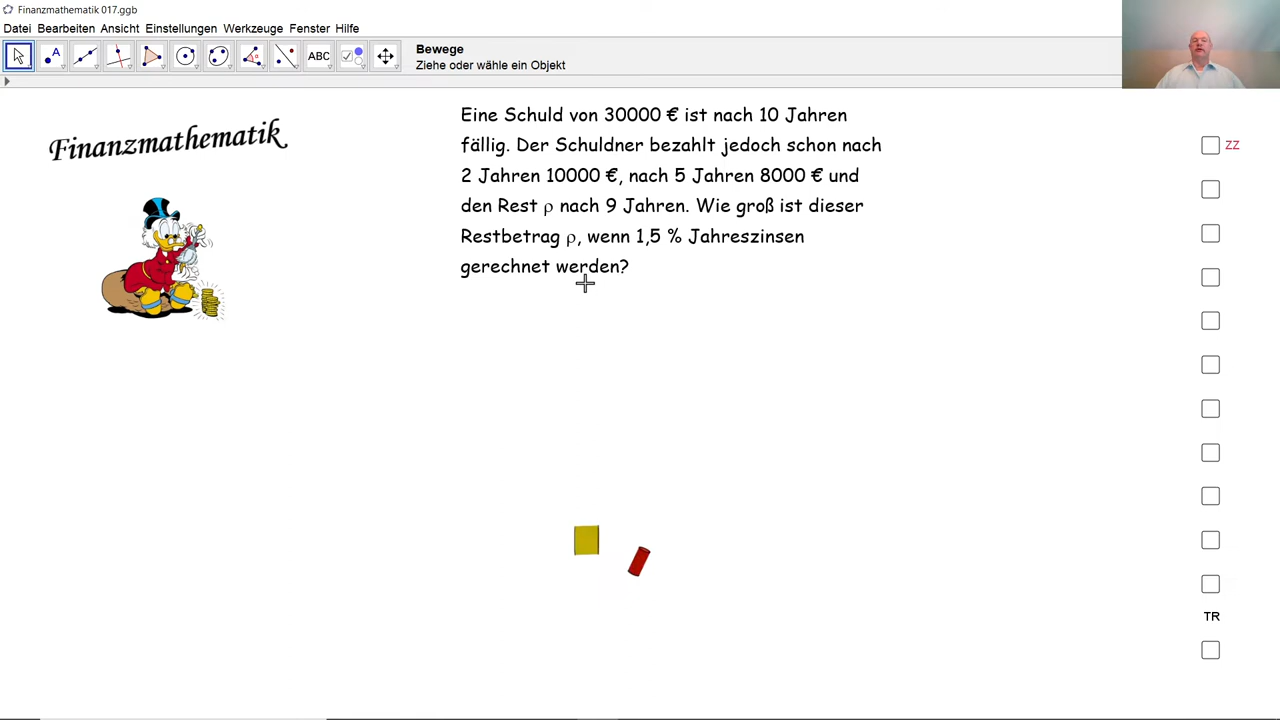 Finanzmathematik 017.ggb
Datei Bearbeiten Ansicht Einstellungen Werkzeuge Fenster Hilfe
A
ABC
Bewege
Ziehe oder wähle ein Objekt
Finanzmathematik
Eine Schuld von 30000 € ist nach 10 Jahren
fällig. Der Schuldner bezahlt jedoch schon nach
2 Jahren 10000 €, nach 5 Jahren 8000 € und
den Rest ρ nach 9 Jahren. Wie groß ist dieser
Restbetrag ρ, wenn 1,5 % Jahreszinsen
gerechnet werden?
ZZ
TR